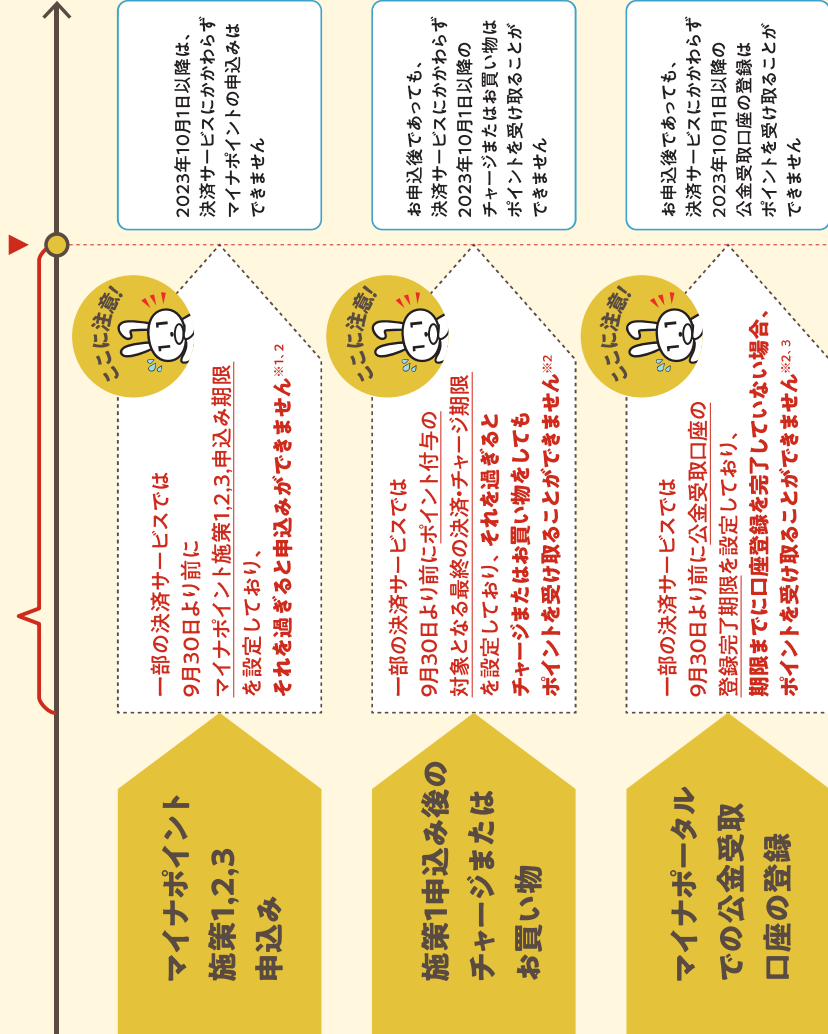 マイナポイント
施策1,2,3
申込み
ここに注意!
一部の決済サービスでは
9月30日より前に
マイナポイント施策1,2,3,申込み期限
を設定しており、
それを過ぎると申込みができません※1、2
2023年10月1日以降は、
決済サービスにかかわらず
マイナポイントの申込みは
できません
施策1申込み後の
チャージまたは
お買い物
ここに注意!
一部の決済サービスでは
9月30日より前にポイント付与の
対象となる最終の決済・チャージ期限
を設定しており、それを過ぎると
チャージまたはお買い物をしても
ポイントを受け取ることができません※2
お申込後であっても、
決済サービスにかかわらず
2023年10月1日以降の
チャージまたはお買い物は
ポイントを受け取ることが
できません
マイナポータル
での公金受取
口座の登録
ここに注意!
一部の決済サービスでは
9月30日より前に公金受取口座の
登録完了期限を設定しており、
期限までに口座登録を完了していない場合、
ポイントを受け取ることができません※2、3
お申込後であっても、
決済サービスにかかわらず
2023年10月1日以降の
公金受取口座の登録は
ポイントを受け取ることが
できません